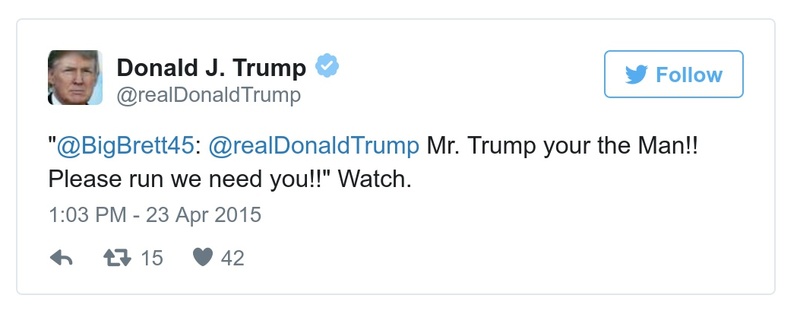 Donald J. Trump
@realDonaldTrump
Follow
"@BigBrett45: @realDonaldTrump Mr. Trump your the Man!!
Please run we need you!!" Watch.
1:03 PM - 23 Apr 2015
15 42